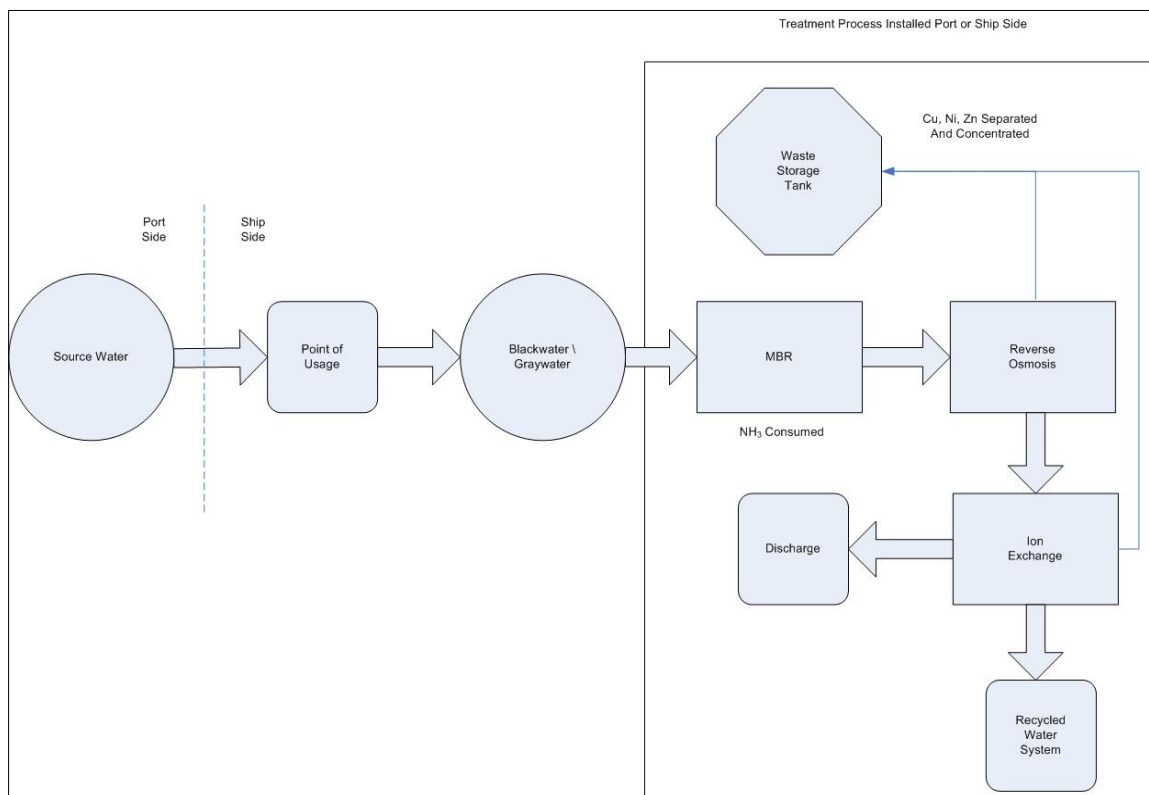 Treatment Process Installed Port or Ship Side
Cu, Ni, Zn Separated
And Concentrated
Waste
Storage
Tank
Port
Side
Ship
Side
Source Water
Point of
Usage
Blackwater \
Graywater
MBR
Reverse
Osmosis
NH₃ Consumed
Discharge
Ion
Exchange
Recycled
Water
System